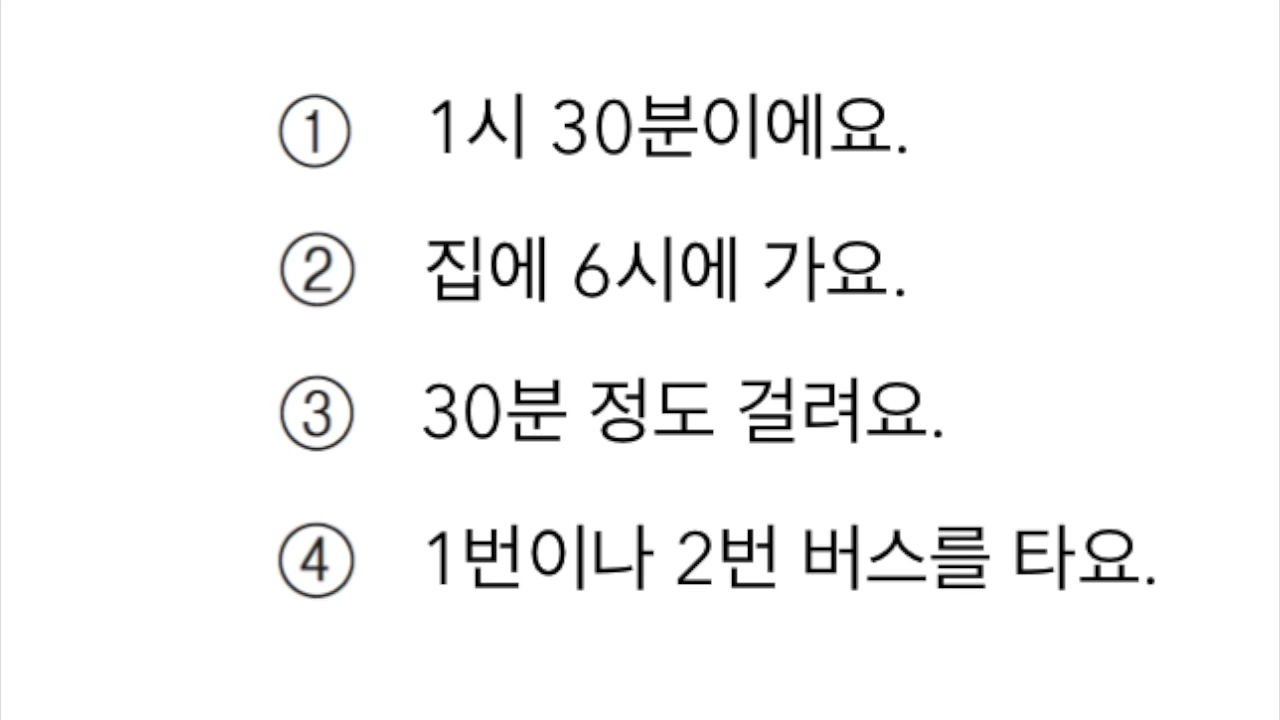 ① 1시 30분이에요.
② 집에 6시에 가요.
③ 30분 정도 걸려요.
④ 1번이나 2번 버스를 타요.